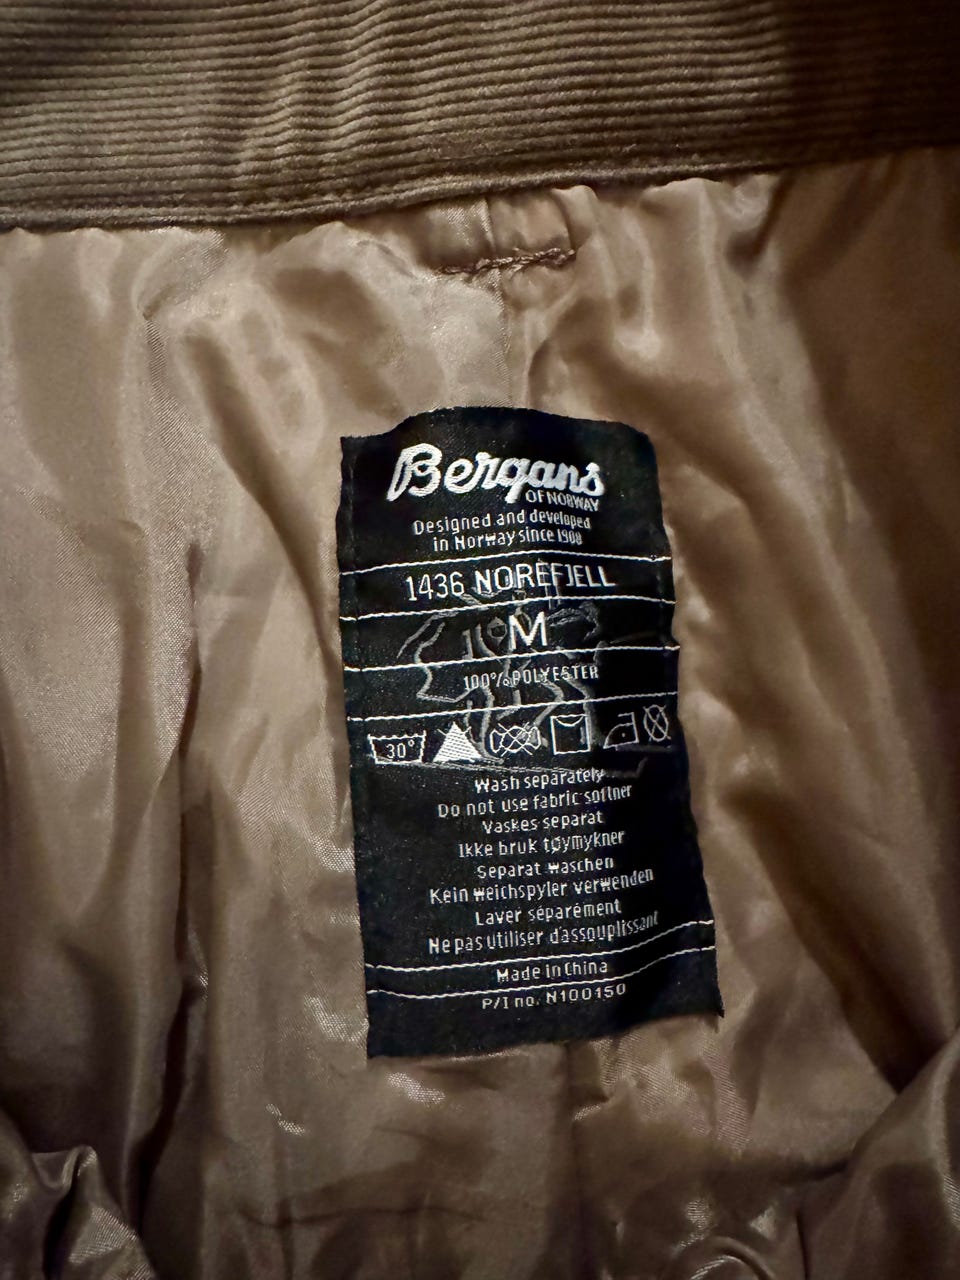 Bergans
OF NORWAY
Designed and developed
in Norway since 1908
1436 NOREFJELL
M
100% POLYESTER
30°
Wash separately
Do not use fabric softner
Vaskes separat
Ikke bruk tøymykner
Separat waschen
Kein weichspyler verwenden
Laver séparément
Ne pas utiliser d'assouplissant
Made in China
P/I no. N100150